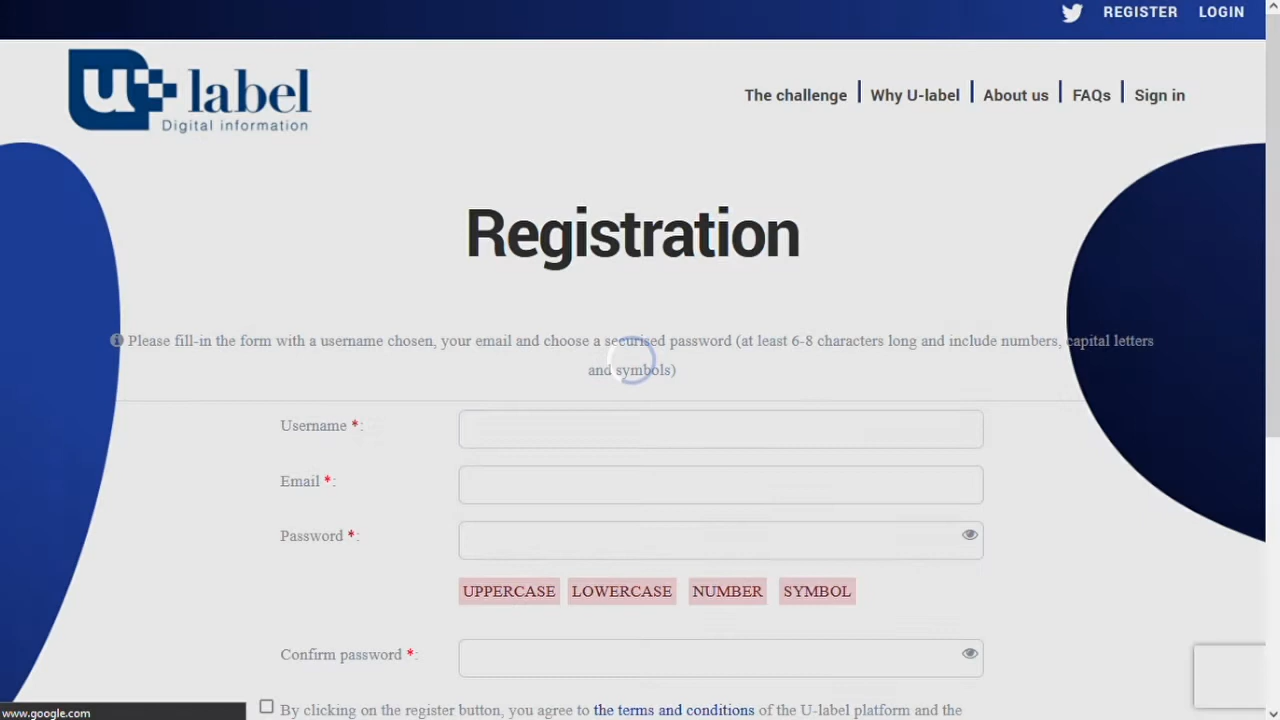 REGISTER LOGIN
u label
Digital information
The challenge Why U-label About us FAQs Sign in
Registration
Please fill-in the form with a username chosen, your email and choose a securised password (at least 6-8 characters long and include numbers, capital letters
and symbols)
Username *:
Email *:
Password *:
UPPERCASE LOWERCASE NUMBER SYMBOL
Confirm password *:
By clicking on the register button, you agree to the terms and conditions of the U-label platform and the
www.google.com